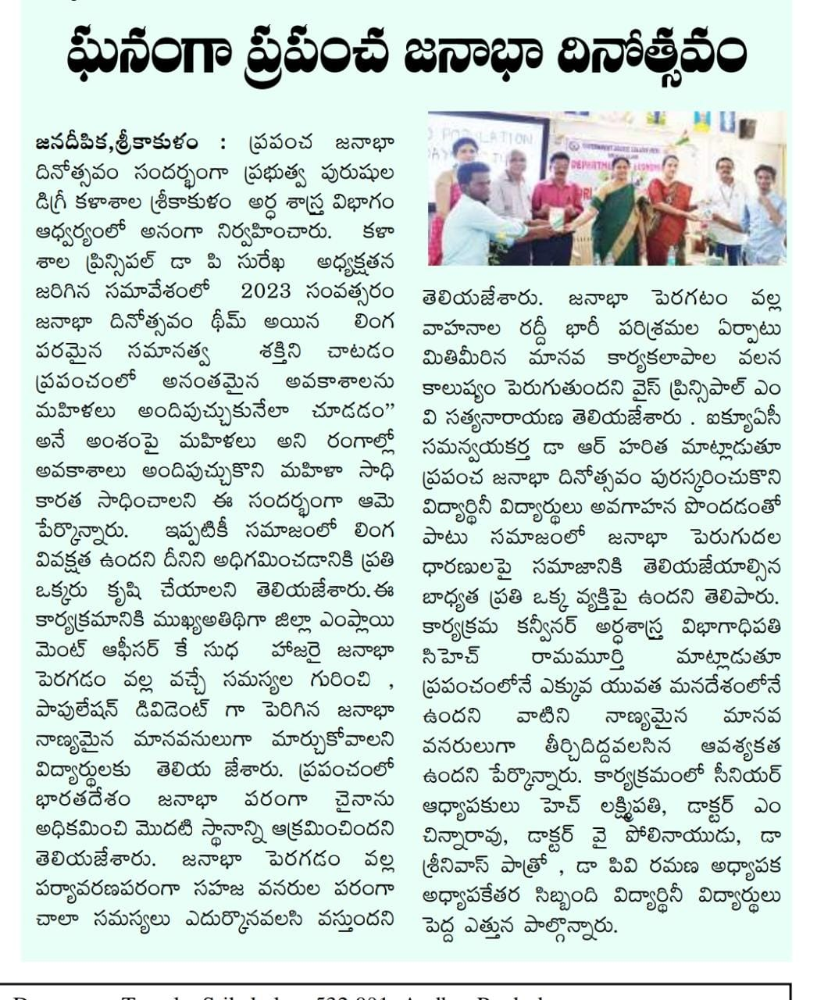 ఘనంగా ప్రపంచ జనాభా దినోత్సవం
జనదీపిక,శ్రీకాకుళం : ప్రపంచ జనాభా
దినోత్సవం సందర్భంగా ప్రభుత్వ పురుషుల
డిగ్రీ కళాశాల శ్రీకాకుళం అర్ధ శాస్త్ర విభాగం
ఆధ్వర్యంలో అనంగా నిర్వహించారు. కళా
శాల ప్రిన్సిపల్ డా పి సురేఖ అధ్యక్షతన
జరిగిన సమావేశంలో 2023 సంవత్సరం
జనాభా దినోత్సవం థీమ్ అయిన లింగ
పరమైన సమానత్వ శక్తిని చాటడం
ప్రపంచంలో అనంతమైన అవకాశాలను
మహిళలు అందిపుచ్చుకునేలా చూడడం”
అనే అంశంపై మహిళలు అని రంగాల్లో
అవకాశాలు అందిపుచ్చుకొని మహిళా సాధి
కారత సాధించాలని ఈ సందర్భంగా ఆమె
పేర్కొన్నారు. ఇప్పటికీ సమాజంలో లింగ
వివక్షత ఉందని దీనిని అధిగమించడానికి ప్రతి
ఒక్కరు కృషి చేయాలని తెలియజేశారు.ఈ
కార్యక్రమానికి ముఖ్యఅతిథిగా జిల్లా ఎంప్లాయి
మెంట్ ఆఫీసర్ కే సుధ హాజరై జనాభా
పెరగడం వల్ల వచ్చే సమస్యల గురించి ,
పాపులేషన్ డివిడెంట్ గా పెరిగిన జనాభా
నాణ్యమైన మానవనులుగా మార్చుకోవాలని
విద్యార్థులకు తెలియ జేశారు. ప్రపంచంలో
భారతదేశం జనాభా పరంగా చైనాను
అధికమించి మొదటి స్థానాన్ని ఆక్రమించిందని
తెలియజేశారు. జనాభా పెరగడం వల్ల
పర్యావరణపరంగా సహజ వనరుల పరంగా
చాలా సమస్యలు ఎదుర్కొనవలసి వస్తుందని
POPULATION
DAY
GOVERNMENT DEGREE COLLEGE
DEPARTMENT ECONOM
తెలియజేశారు. జనాభా పెరగటం వల్ల
వాహనాల రద్దీ భారీ పరిశ్రమల ఏర్పాటు
మితిమీరిన మానవ కార్యకలాపాల వలన
కాలుష్యం పెరుగుతుందని వైస్ ప్రిన్సిపాల్ ఎం
వి సత్యనారాయణ తెలియజేశారు . ఐక్యూఏసీ
సమన్వయకర్త డా ఆర్ హరిత మాట్లాడుతూ
ప్రపంచ జనాభా దినోత్సవం పురస్కరించుకొని
విద్యార్థినీ విద్యార్థులు అవగాహన పొందడంతో
పాటు సమాజంలో జనాభా పెరుగుదల
ధారణులపై సమాజానికి తెలియజేయాల్సిన
బాధ్యత ప్రతి ఒక్క వ్యక్తిపై ఉందని తెలిపారు.
కార్యక్రమ కన్వీనర్ అర్ధశాస్త్ర విభాగాధిపతి
సిహెచ్ రామమూర్తి మాట్లాడుతూ
ప్రపంచంలోనే ఎక్కువ యువత మనదేశంలోనే
ఉందని వాటిని నాణ్యమైన మానవ
వనరులుగా తీర్చిదిద్దవలసిన ఆవశ్యకత
ఉందని పేర్కొన్నారు. కార్యక్రమంలో సీనియర్
ఆధ్యాపకులు హెచ్ లక్ష్మిపతి, డాక్టర్ ఎం
చిన్నారావు, డాక్టర్ వై పోలినాయుడు, డా
శ్రీనివాస్ పాత్రో , డా పివి రమణ అధ్యాపక
అధ్యాపకేతర సిబ్బంది విద్యార్థినీ విద్యార్థులు
పెద్ద ఎత్తున పాల్గొన్నారు.